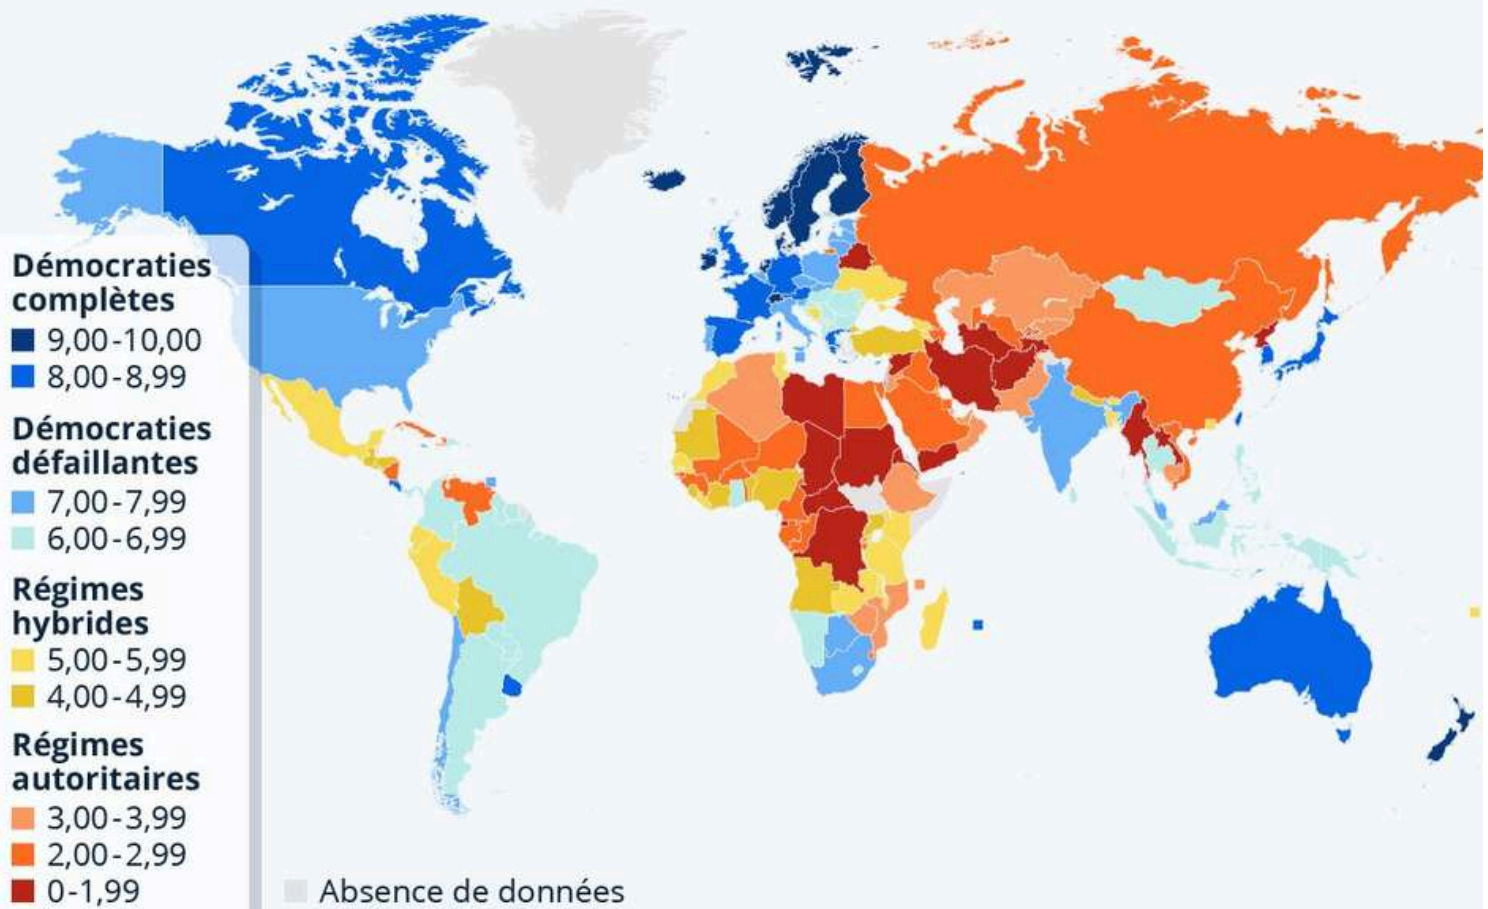 Démocraties
complètes
9,00-10,00
8,00-8,99
Démocraties
défaillantes
7,00-7,99
6,00-6,99
Régimes
hybrides
5,00-5,99
4,00-4,99
Régimes
autoritaires
3,00-3,99
2,00-2,99
0-1,99
Absence de données